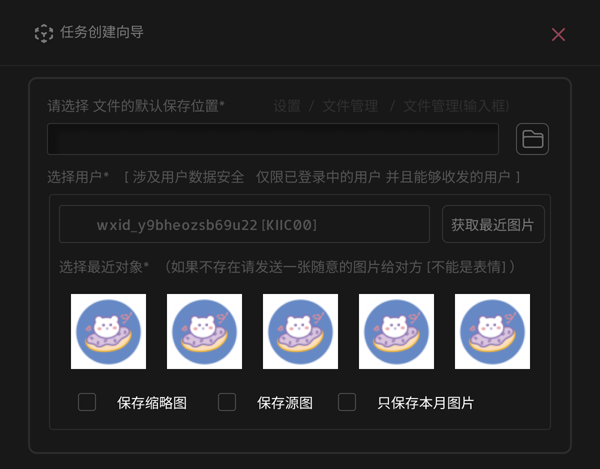 任务创建向导
请选择 文件的默认保存位置* 设置 / 文件管理 / 文件管理(输入框)
选择用户* [ 涉及用户数据安全 仅限已登录中的用户 并且能够收发的用户 ]
wxid_y9bheozsb69u22 [KIIC00] 获取最近图片
选择最近对象* （如果不存在请发送一张随意的图片给对方 [不能是表情] ）
保存缩略图 保存源图 只保存本月图片